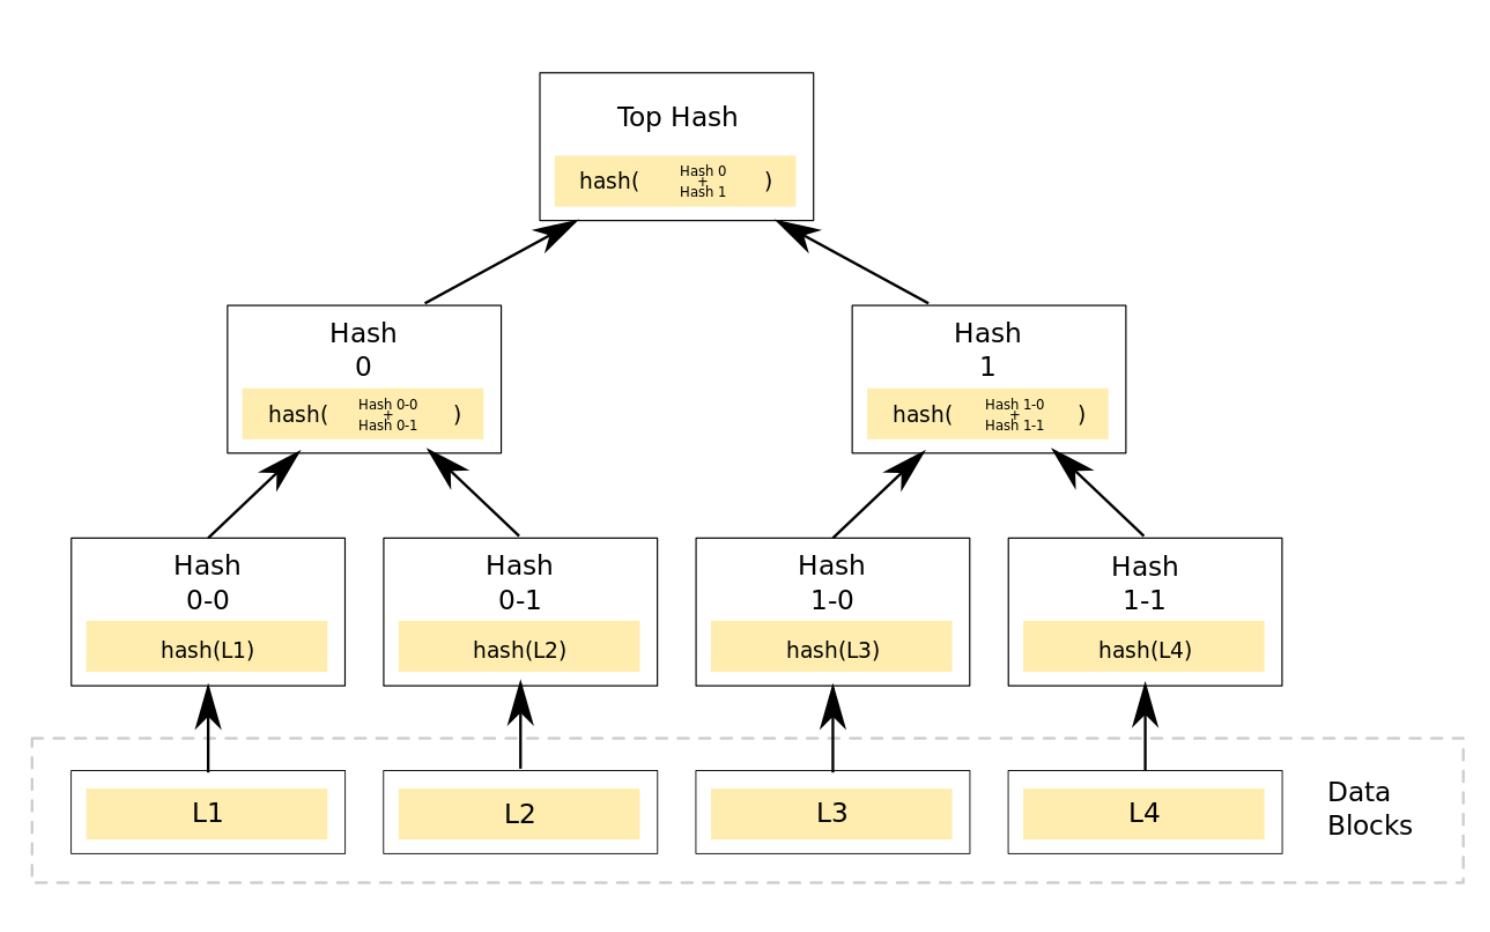 Top Hash
hash( Hash 0 + Hash 1 )
Hash
0
hash( Hash 0-0 + Hash 0-1 )
Hash
1
hash( Hash 1-0 + Hash 1-1 )
Hash
0-0
hash(L1)
Hash
0-1
hash(L2)
Hash
1-0
hash(L3)
Hash
1-1
hash(L4)
L1
L2
L3
L4
Data
Blocks